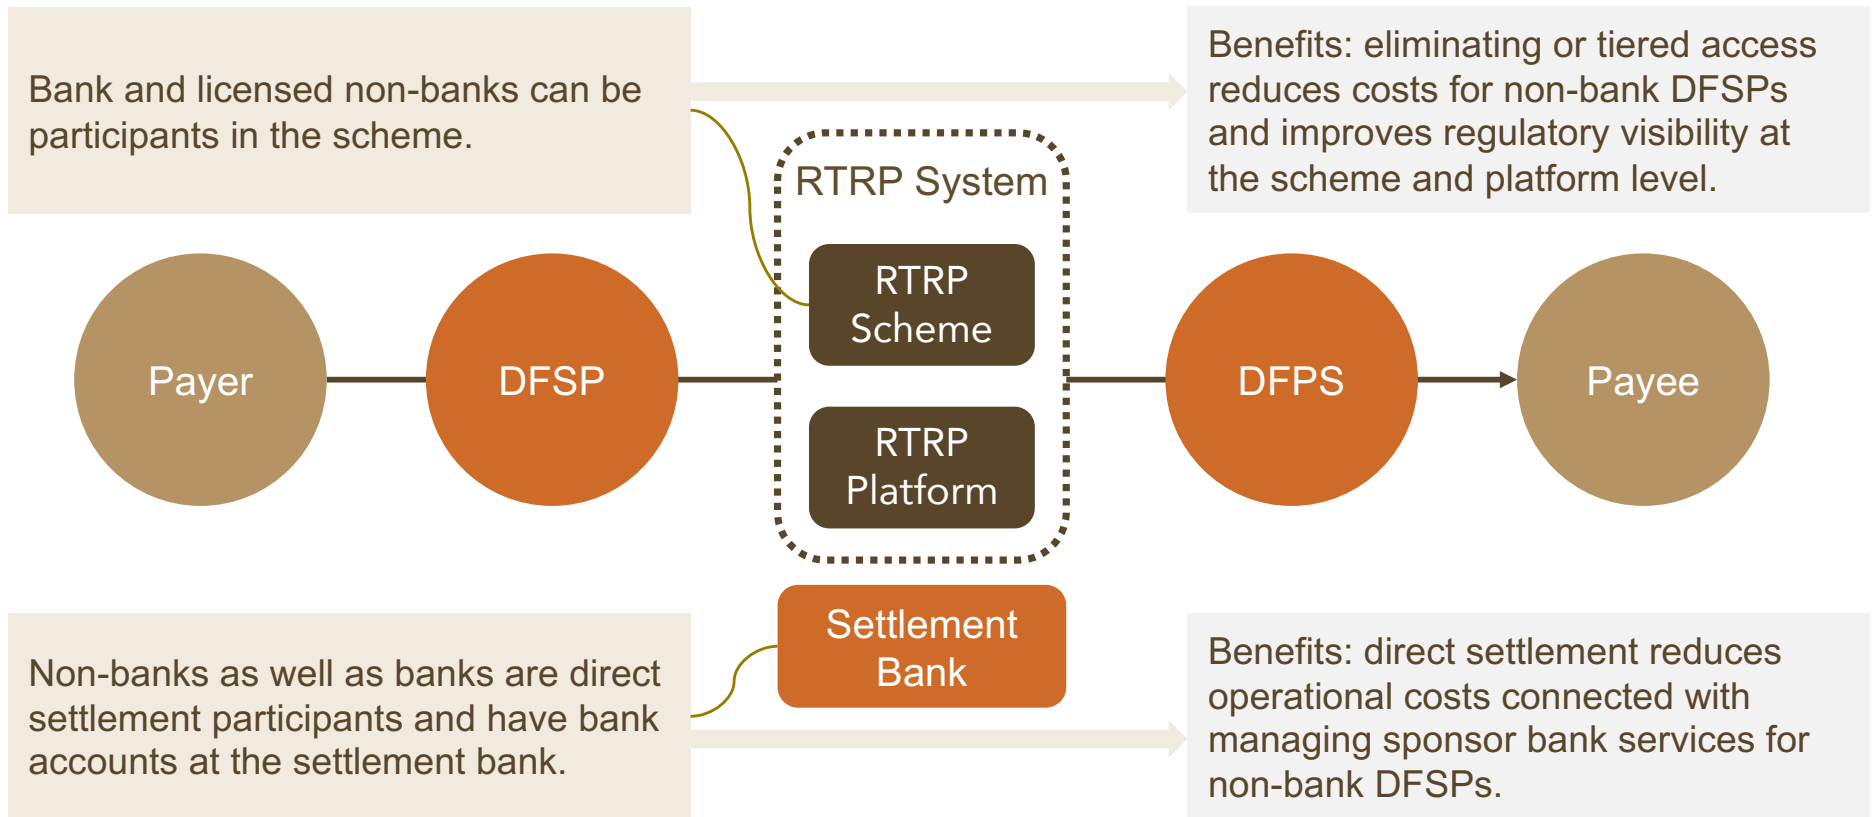 Bank and licensed non-banks can be
participants in the scheme.
Benefits: eliminating or tiered access
reduces costs for non-bank DFSPs
and improves regulatory visibility at
the scheme and platform level.
RTRP System
RTRP
Scheme
Payer
DFSP
DFPS
Payee
RTRP
Platform
Settlement
Bank
Non-banks as well as banks are direct
settlement participants and have bank
accounts at the settlement bank.
Benefits: direct settlement reduces
operational costs connected with
managing sponsor bank services for
non-bank DFSPs.